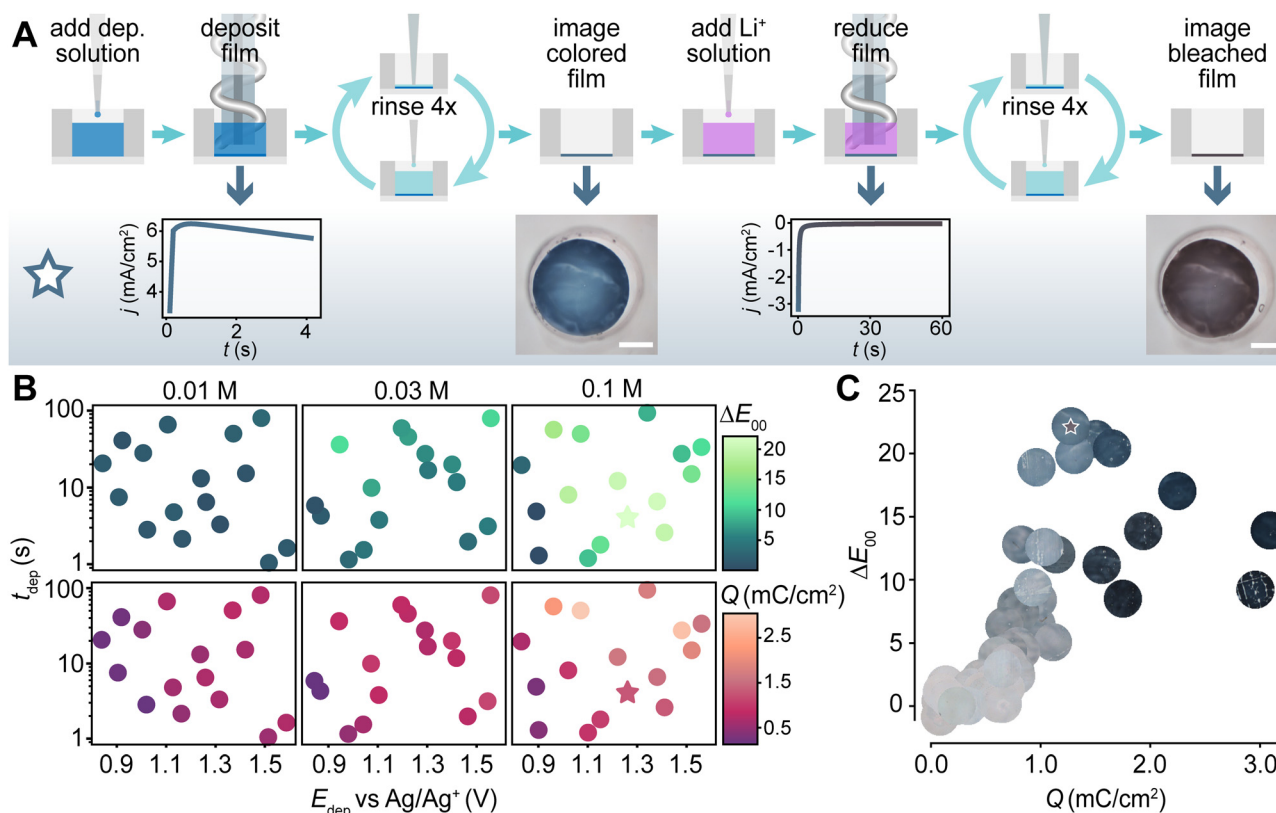 A
add dep.
solution
deposit
film
rinse 4x
image
colored
film
add Li⁺
solution
reduce
film
rinse 4x
image
bleached
film
j (mA/cm²)
6
5
4
0
2
4
t (s)
j (mA/cm²)
0
-1
-2
-3
0
30
60
t (s)
B
0.01 M
0.03 M
0.1 M
t_dep (s)
100
10
1
100
10
1
0.9
1.1
1.3
1.5
0.9
1.1
1.3
1.5
0.9
1.1
1.3
1.5
E_dep vs Ag/Ag⁺ (V)
ΔE₀₀
20
15
10
5
Q (mC/cm²)
2.5
1.5
0.5
C
ΔE₀₀
25
20
15
10
5
0
0.0
1.0
2.0
3.0
Q (mC/cm²)